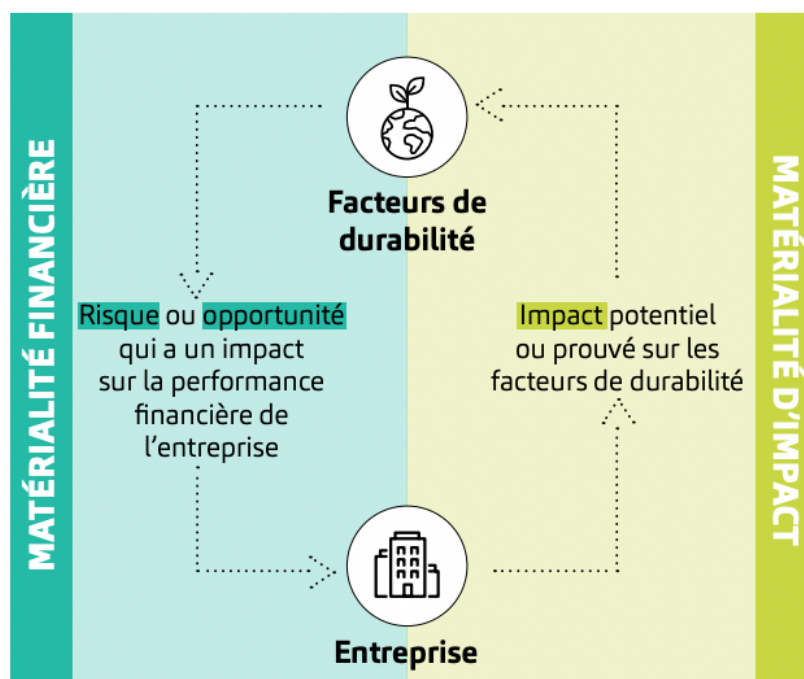 MATÉRIALITÉ FINANCIÈRE
Facteurs de
durabilité
Risque ou opportunité
qui a un impact
sur la performance
financière de
l'entreprise
Impact potentiel
ou prouvé sur les
facteurs de durabilité
Entreprise
MATÉRIALITÉ D'IMPACT